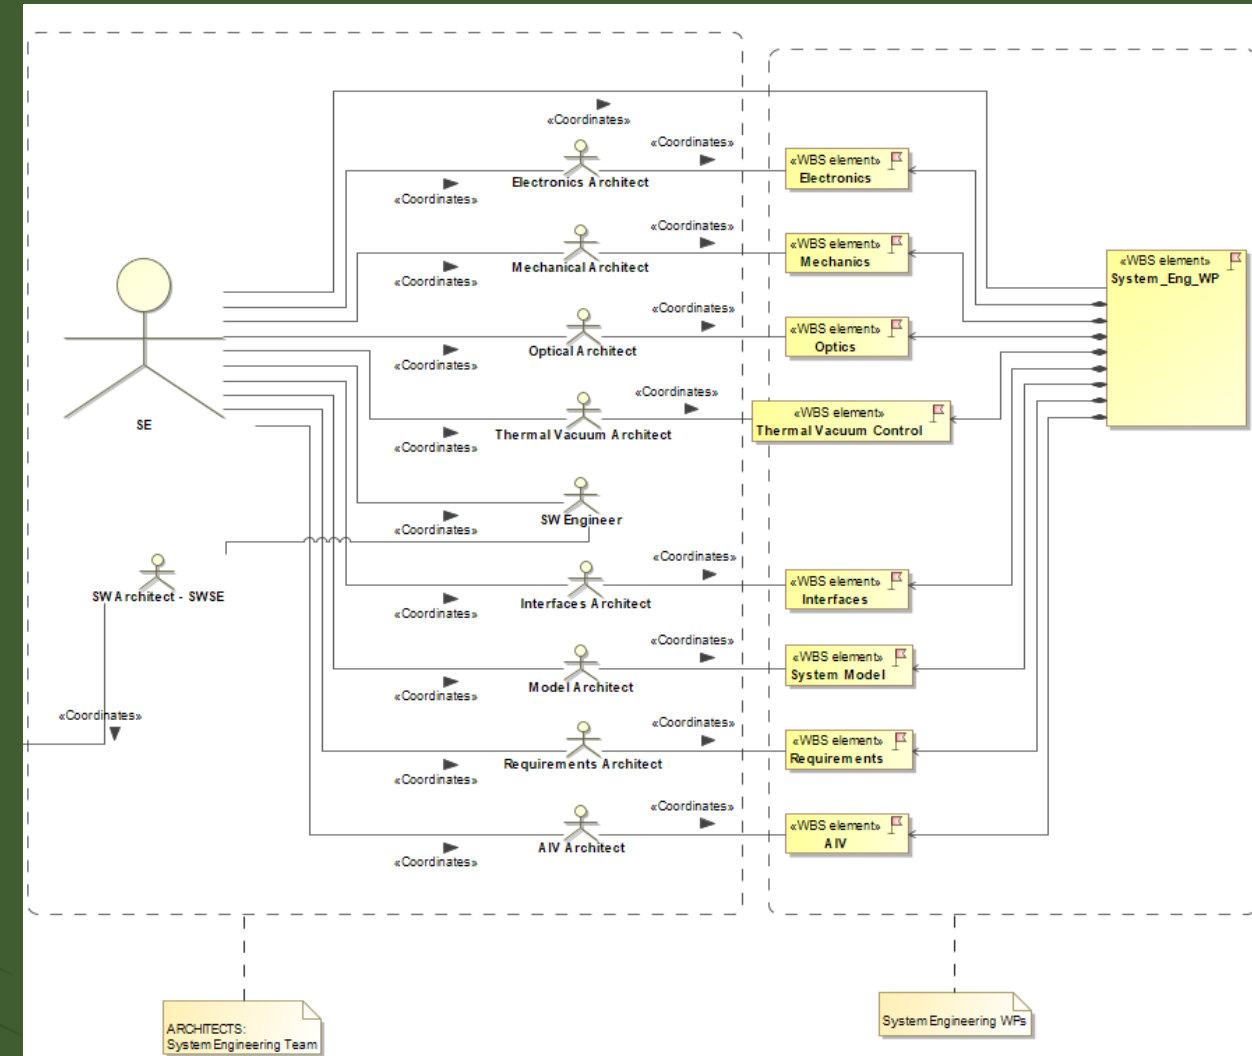 «Coordinates»
«Coordinates»
Electronics Architect
«Coordinates»
«WBS element»
Electronics
«Coordinates»
Mechanical Architect
«Coordinates»
«WBS element»
Mechanics
«WBS element»
System_Eng_WP
«Coordinates»
Optical Architect
«Coordinates»
«WBS element»
Optics
SE
«Coordinates»
Thermal Vacuum Architect
«Coordinates»
«WBS element»
Thermal Vacuum Control
SW Engineer
«Coordinates»
SW Architect - SWSE
«Coordinates»
«Coordinates»
Interfaces Architect
«Coordinates»
«WBS element»
Interfaces
«Coordinates»
Model Architect
«Coordinates»
«WBS element»
System Model
«Coordinates»
Requirements Architect
«Coordinates»
«WBS element»
Requirements
«Coordinates»
AIV Architect
«Coordinates»
«WBS element»
AIV
ARCHITECTS:
System Engineering Team
System Engineering WPs